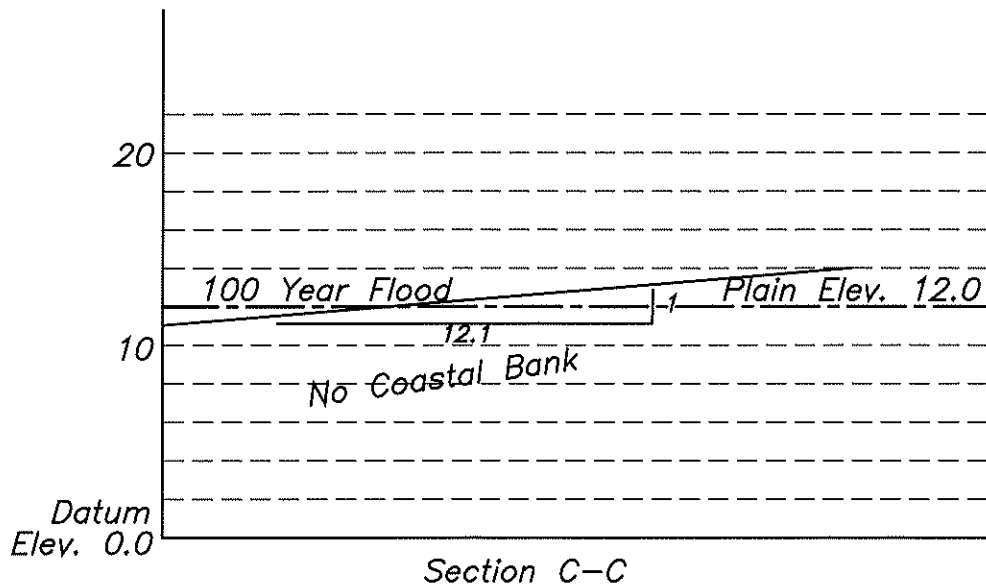 20
100 Year Flood Plain Elev. 12.0
1
12.1
10
No Coastal Bank
Datum
Elev. 0.0
Section C-C